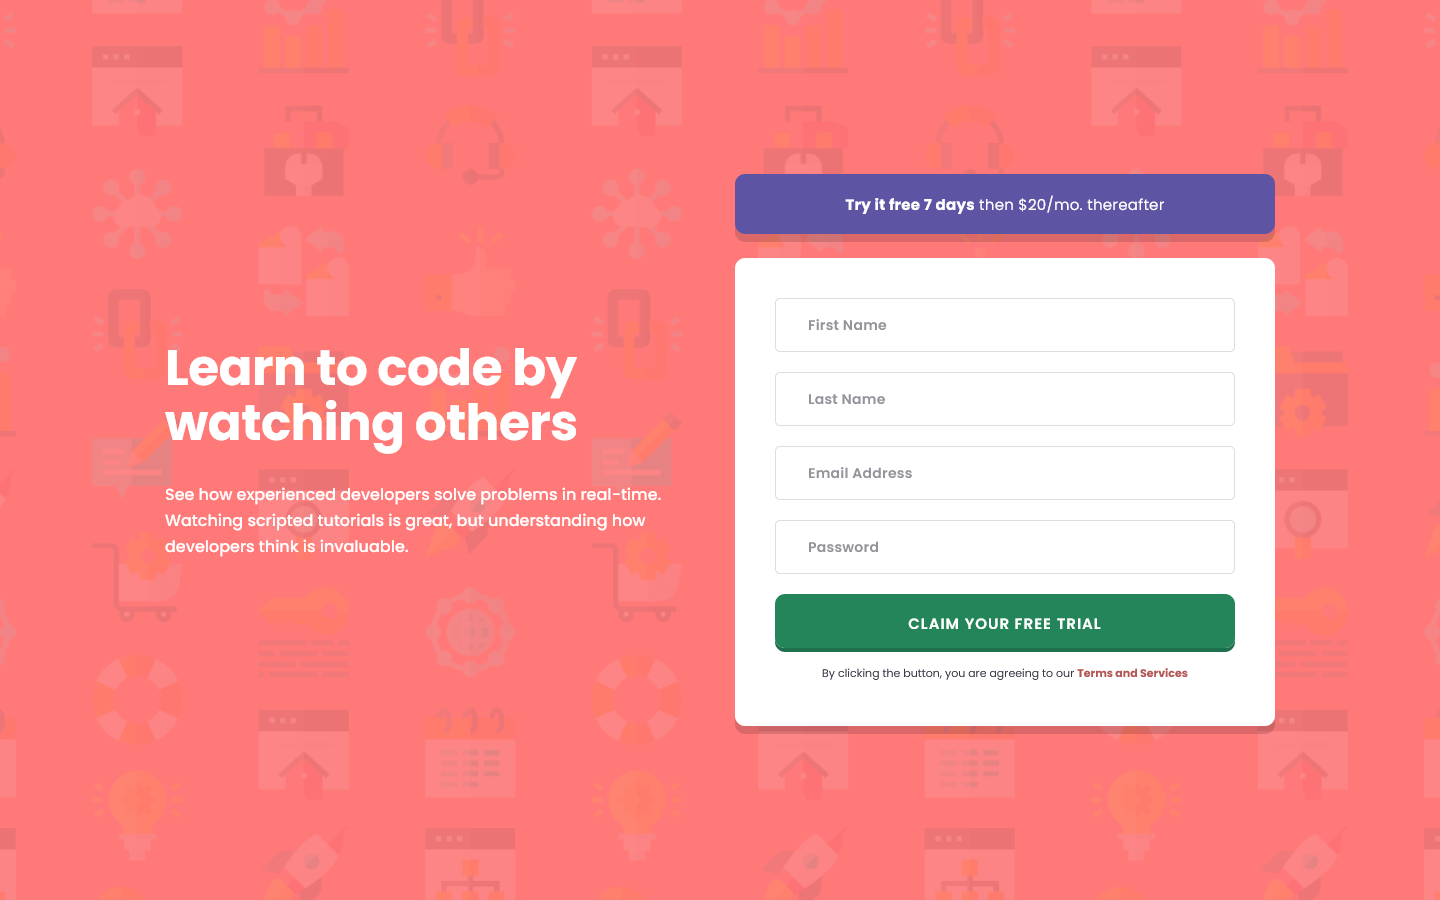 Learn to code by
watching others
See how experienced developers solve problems in real-time.
Watching scripted tutorials is great, but understanding how
developers think is invaluable.
Try it free 7 days then $20/mo. thereafter
First Name
Last Name
Email Address
Password
CLAIM YOUR FREE TRIAL
By clicking the button, you are agreeing to our Terms and Services